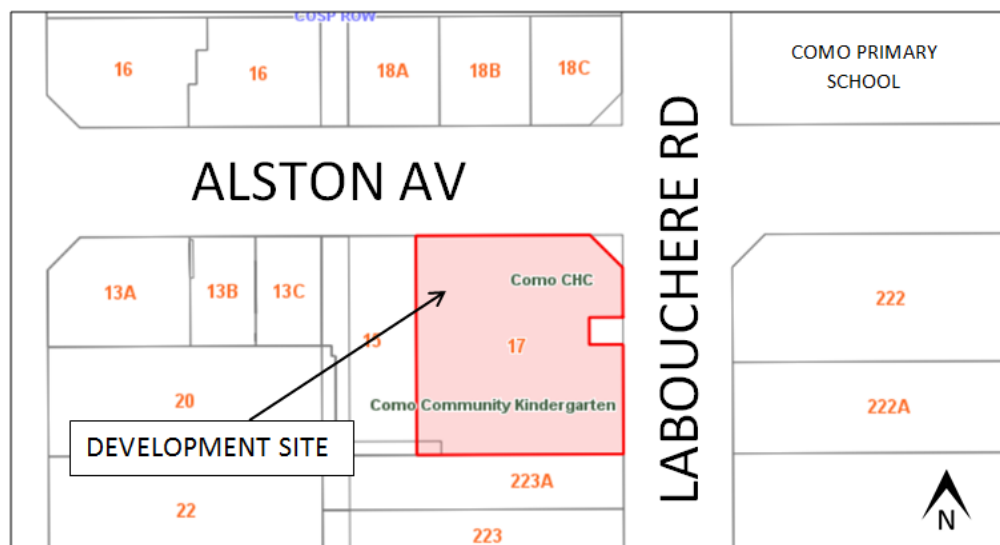 COSP ROW
16
16
18A
18B
18C
COMO PRIMARY
SCHOOL
ALSTON AV
LABOUCHERE RD
13A
13B
13C
15
Como CHC
17
222
20
Como Community Kindergarten
222A
DEVELOPMENT SITE
223A
22
223
N